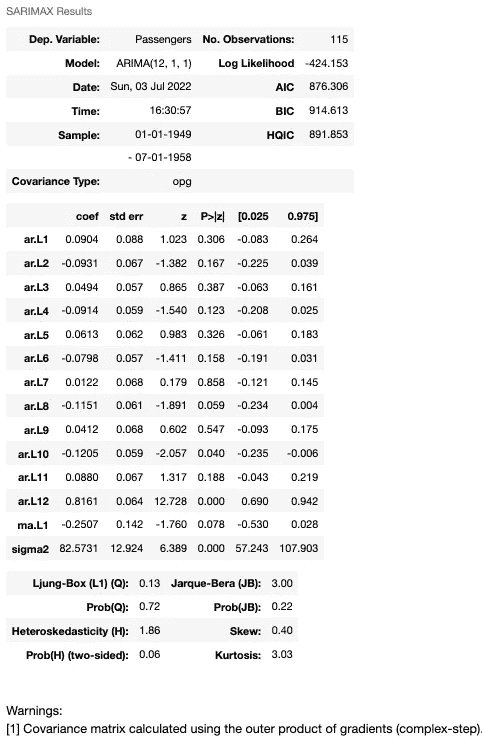 SARIMAX Results
Dep. Variable: Passengers No. Observations: 115
Model: ARIMA(12, 1, 1) Log Likelihood -424.153
Date: Sun, 03 Jul 2022 AIC 876.306
Time: 16:30:57 BIC 914.613
Sample: 01-01-1949 HQIC 891.853
- 07-01-1958
Covariance Type: opg
coef std err z P>|z| [0.025 0.975]
ar.L1 0.0904 0.088 1.023 0.306 -0.083 0.264
ar.L2 -0.0931 0.067 -1.382 0.167 -0.225 0.039
ar.L3 0.0494 0.057 0.865 0.387 -0.063 0.161
ar.L4 -0.0914 0.059 -1.540 0.123 -0.208 0.025
ar.L5 0.0613 0.062 0.983 0.326 -0.061 0.183
ar.L6 -0.0798 0.057 -1.411 0.158 -0.191 0.031
ar.L7 0.0122 0.068 0.179 0.858 -0.121 0.145
ar.L8 -0.1151 0.061 -1.891 0.059 -0.234 0.004
ar.L9 0.0412 0.068 0.602 0.547 -0.093 0.175
ar.L10 -0.1205 0.059 -2.057 0.040 -0.235 -0.006
ar.L11 0.0880 0.067 1.317 0.188 -0.043 0.219
ar.L12 0.8161 0.064 12.728 0.000 0.690 0.942
ma.L1 -0.2507 0.142 -1.760 0.078 -0.530 0.028
sigma2 82.5731 12.924 6.389 0.000 57.243 107.903
Ljung-Box (L1) (Q): 0.13 Jarque-Bera (JB): 3.00
Prob(Q): 0.72 Prob(JB): 0.22
Heteroskedasticity (H): 1.86 Skew: 0.40
Prob(H) (two-sided): 0.06 Kurtosis: 3.03
Warnings:
[1] Covariance matrix calculated using the outer product of gradients (complex-step).